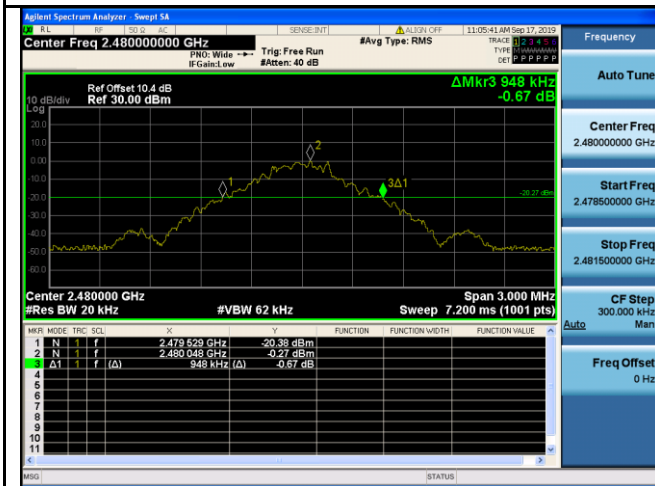 Agilent Spectrum Analyzer - Swept SA
RL RF 50 Ω AC SENSE:INT ALIGN OFF 11:05:41 AM Sep 17, 2019
Center Freq 2.480000000 GHz #Avg Type: RMS TRACE 1 2 3 4 5 6
PNO: Wide Trig: Free Run TYPE
IFGain:Low #Atten: 40 dB DET P P P P P P
Frequency
Auto Tune
Center Freq
2.480000000 GHz
Start Freq
2.478500000 GHz
Stop Freq
2.481500000 GHz
CF Step
300.000 kHz
Auto Man
Freq Offset
0 Hz
ΔMkr3 948 kHz
-0.67 dB
Ref Offset 10.4 dB
10 dB/div Ref 30.00 dBm
Log
20.0
10.0
0.00
-10.0
-20.0
-30.0
-40.0
-50.0
-60.0
1
2
3Δ1
-20.27 dBm
Center 2.480000 GHz Span 3.000 MHz
#Res BW 20 kHz #VBW 62 kHz Sweep 7.200 ms (1001 pts)
MKR MODE TRC SCL X Y FUNCTION FUNCTION WIDTH FUNCTION VALUE
1 N 1 f 2.479 529 GHz -20.38 dBm
2 N 1 f 2.480 048 GHz -0.27 dBm
3 Δ1 1 f (Δ) 948 kHz (Δ) -0.67 dB
4
5
6
7
8
9
10
11
MSG STATUS